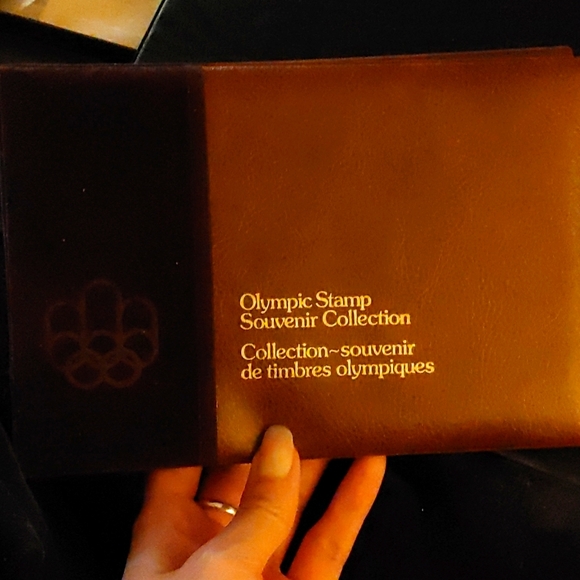 Olympic Stamp
Souvenir Collection
Collection~souvenir
de timbres olympiques